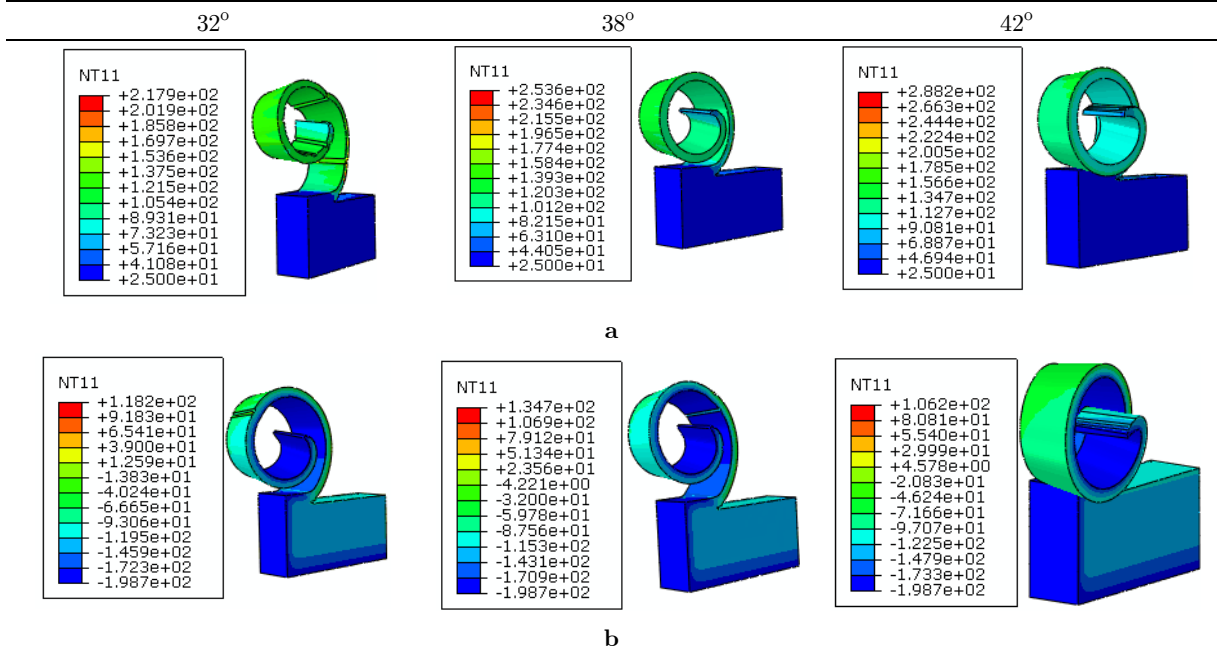 32° 38° 42°
NT11
+2.179e+02
+2.019e+02
+1.858e+02
+1.697e+02
+1.536e+02
+1.375e+02
+1.215e+02
+1.054e+02
+8.931e+01
+7.323e+01
+5.716e+01
+4.108e+01
+2.500e+01
NT11
+2.536e+02
+2.346e+02
+2.155e+02
+1.965e+02
+1.774e+02
+1.584e+02
+1.393e+02
+1.203e+02
+1.012e+02
+8.215e+01
+6.310e+01
+4.405e+01
+2.500e+01
NT11
+2.882e+02
+2.663e+02
+2.444e+02
+2.224e+02
+2.005e+02
+1.785e+02
+1.566e+02
+1.347e+02
+1.127e+02
+9.081e+01
+6.887e+01
+4.694e+01
+2.500e+01
a
NT11
+1.182e+02
+9.183e+01
+6.541e+01
+3.900e+01
+1.259e+01
-1.383e+01
-4.024e+01
-6.665e+01
-9.306e+01
-1.195e+02
-1.459e+02
-1.723e+02
-1.987e+02
NT11
+1.347e+02
+1.069e+02
+7.912e+01
+5.134e+01
+2.356e+01
-4.221e+00
-3.200e+01
-5.978e+01
-8.756e+01
-1.153e+02
-1.431e+02
-1.709e+02
-1.987e+02
NT11
+1.062e+02
+8.081e+01
+5.540e+01
+2.999e+01
+4.578e+00
-2.083e+01
-4.624e+01
-7.166e+01
-9.707e+01
-1.225e+02
-1.479e+02
-1.733e+02
-1.987e+02
b